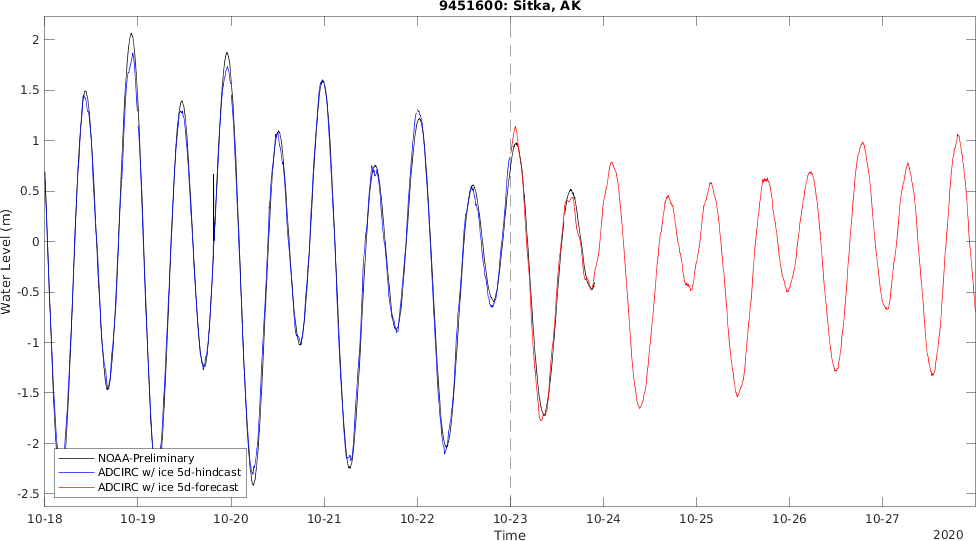 9451600: Sitka, AK
Water Level (m)
2
1.5
1
0.5
0
-0.5
-1
-1.5
-2
-2.5
NOAA-Preliminary
ADCIRC w/ ice 5d-hindcast
ADCIRC w/ ice 5d-forecast
10-18 10-19 10-20 10-21 10-22 10-23 10-24 10-25 10-26 10-27
Time
2020